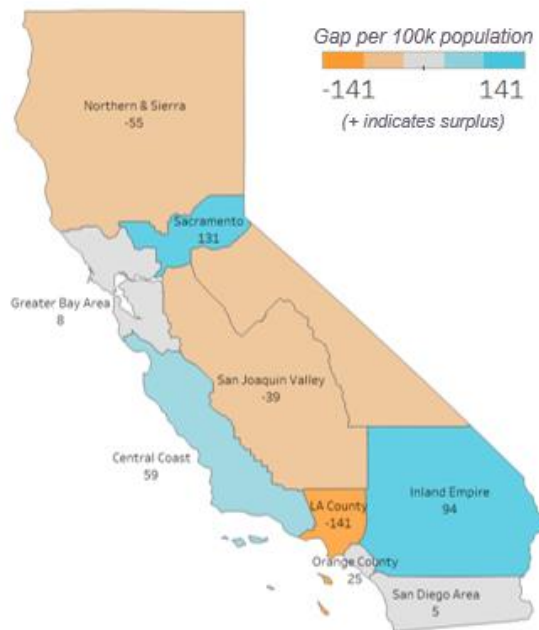 Gap per 100k population
-141 141
(+ indicates surplus)
Northern & Sierra
-55
Sacramento
131
Greater Bay Area
8
San Joaquin Valley
-39
Central Coast
59
LA County
-141
Inland Empire
94
Orange County
25
San Diego Area
5